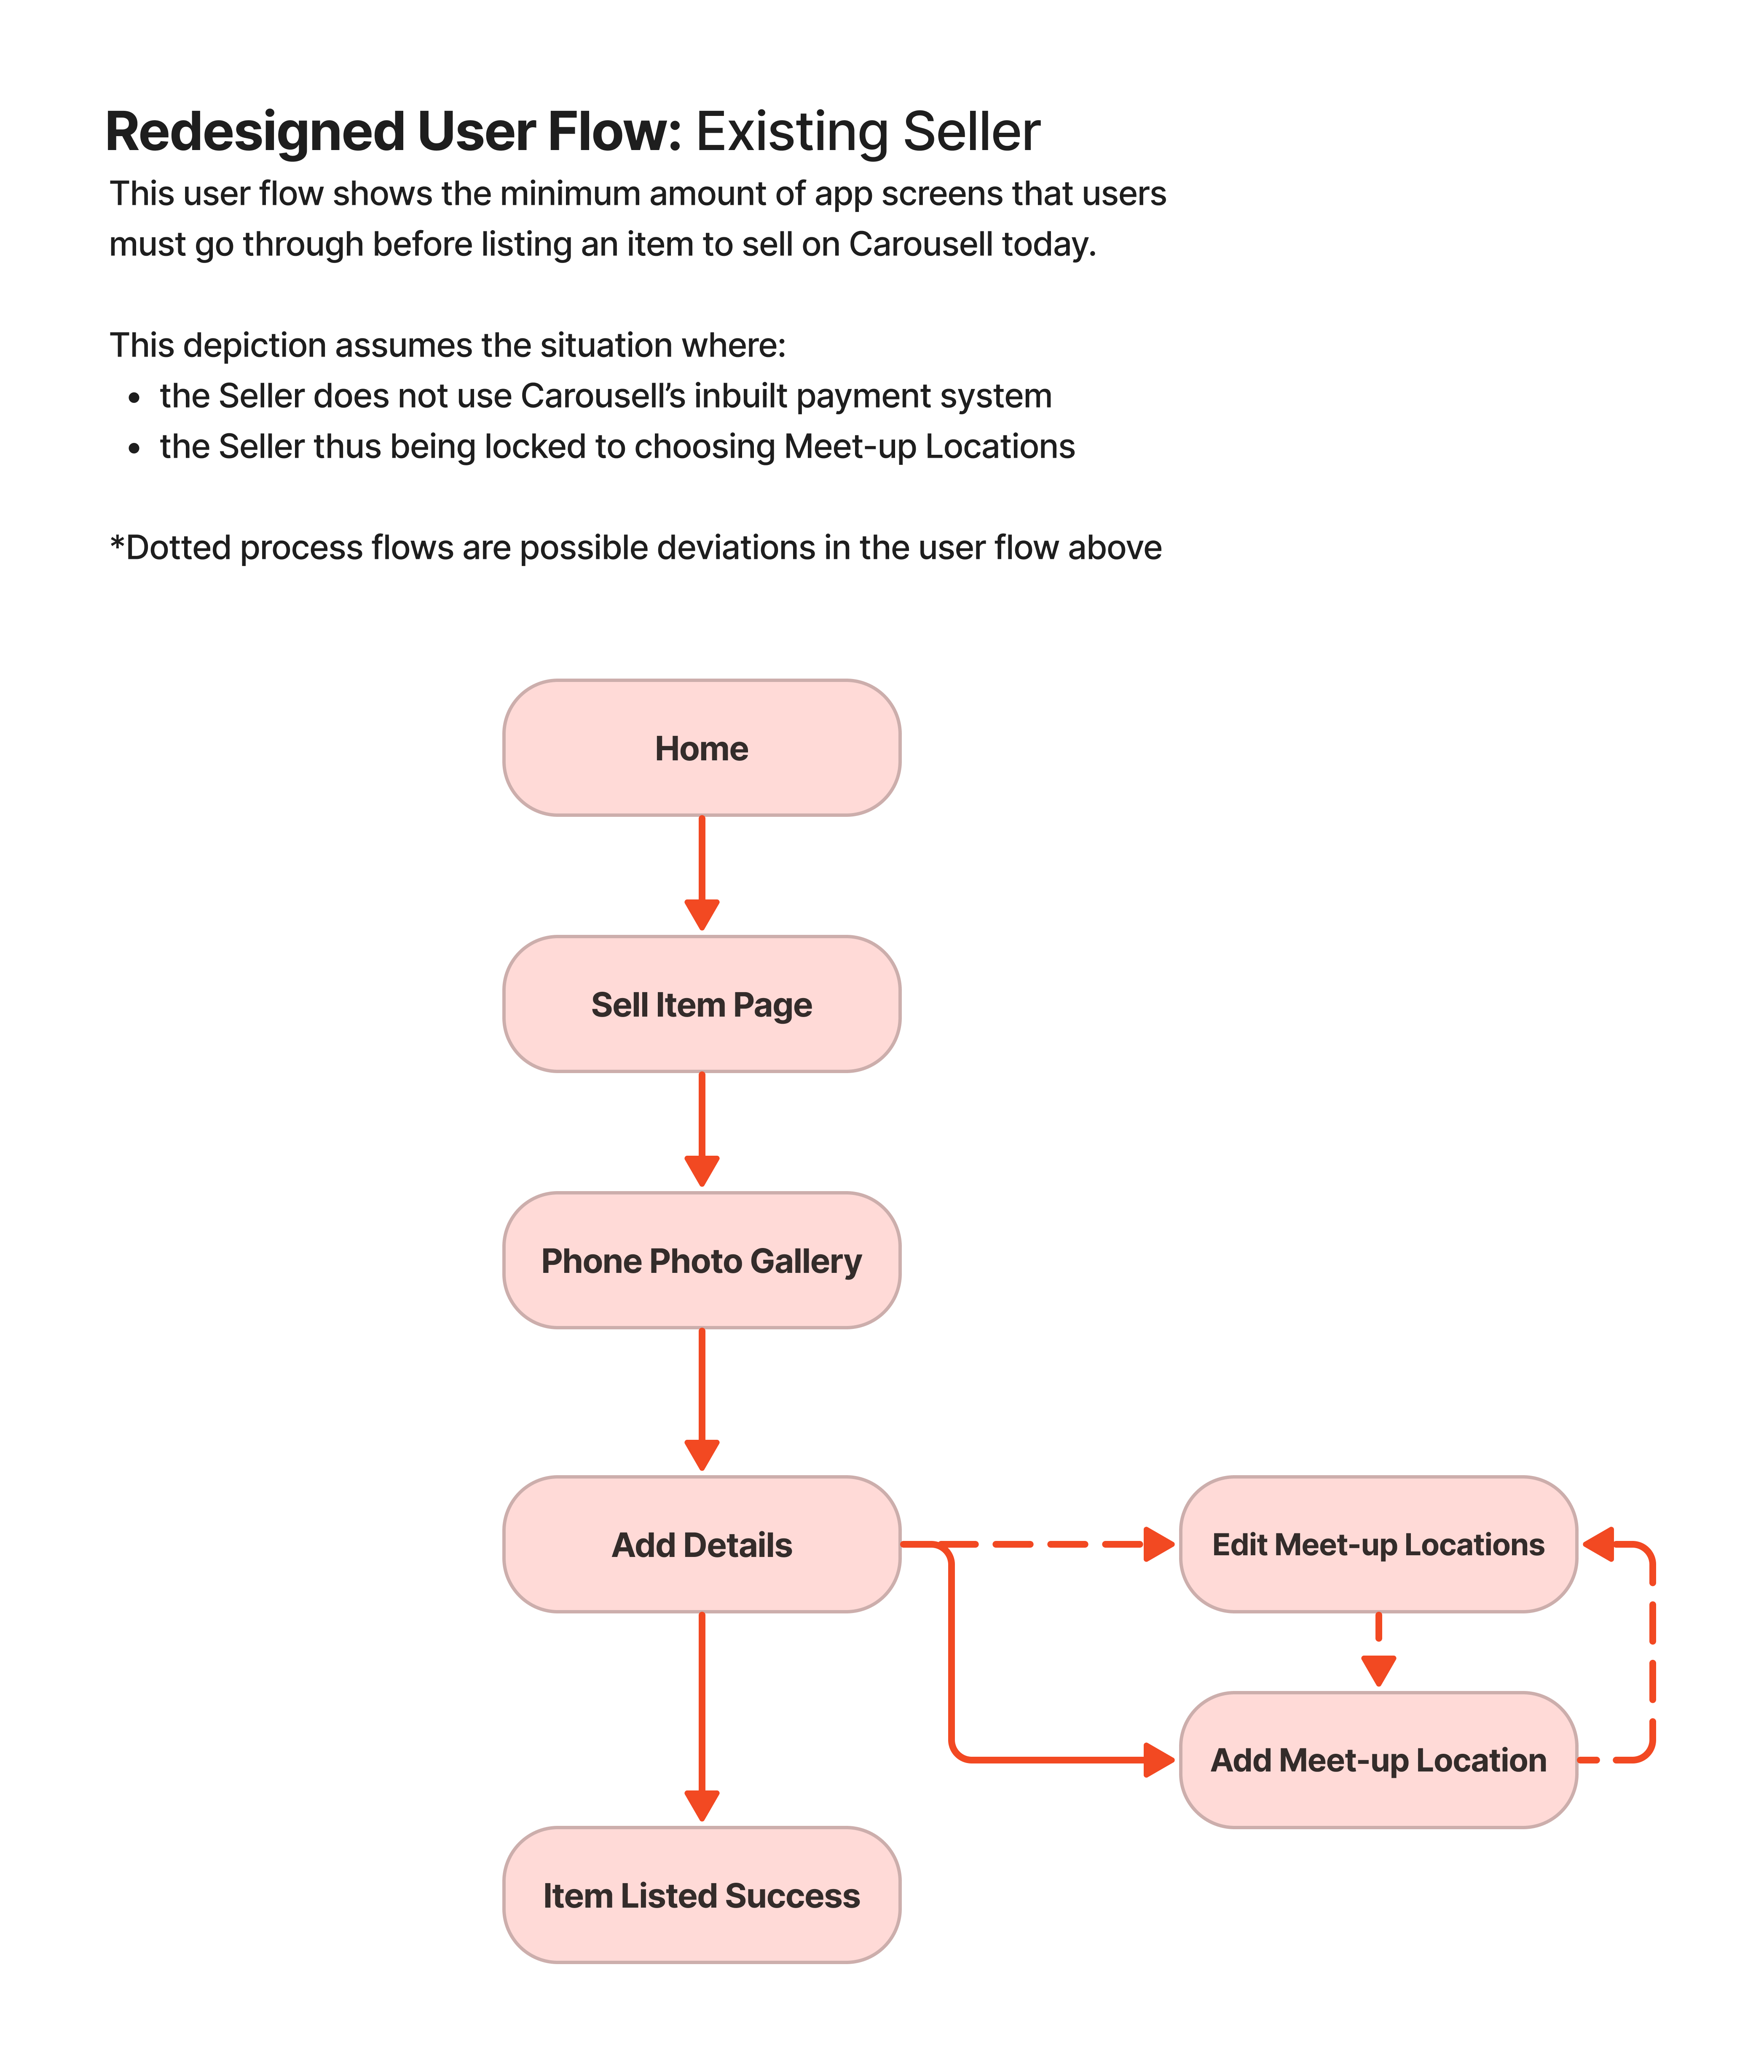 Redesigned User Flow: Existing Seller
This user flow shows the minimum amount of app screens that users
must go through before listing an item to sell on Carousell today.
This depiction assumes the situation where:
• the Seller does not use Carousell’s inbuilt payment system
• the Seller thus being locked to choosing Meet-up Locations
*Dotted process flows are possible deviations in the user flow above
Home
Sell Item Page
Phone Photo Gallery
Add Details
Edit Meet-up Locations
Add Meet-up Location
Item Listed Success